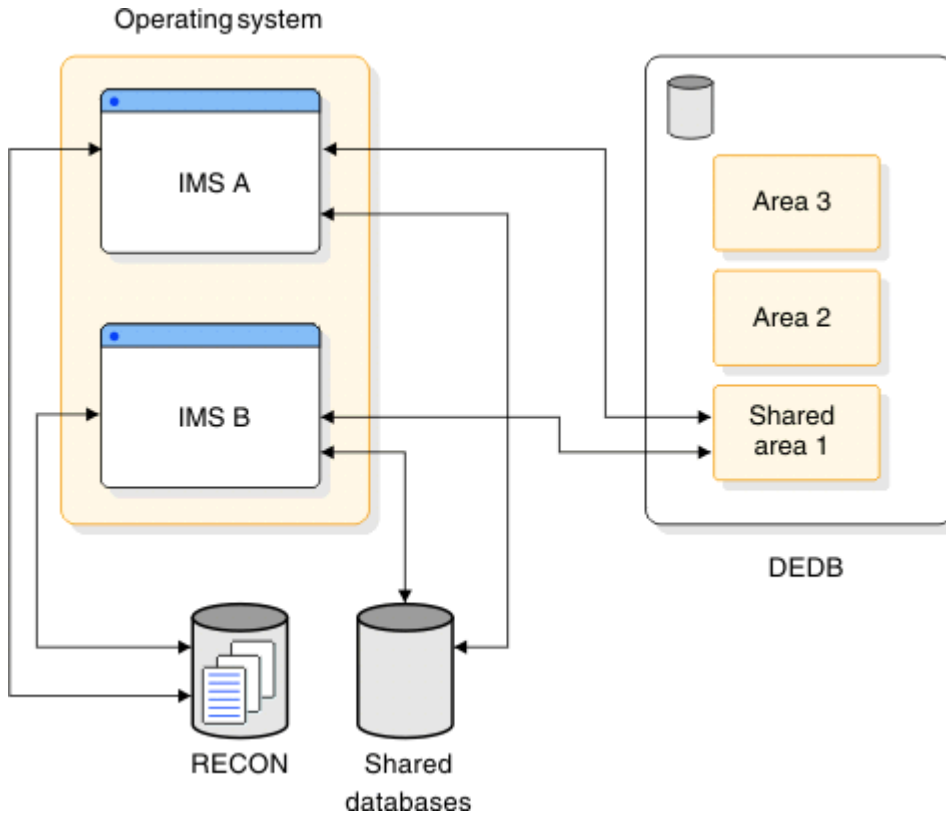 Operating system
IMS A
IMS B
Area 3
Area 2
Shared
area 1
DEDB
RECON
Shared
databases